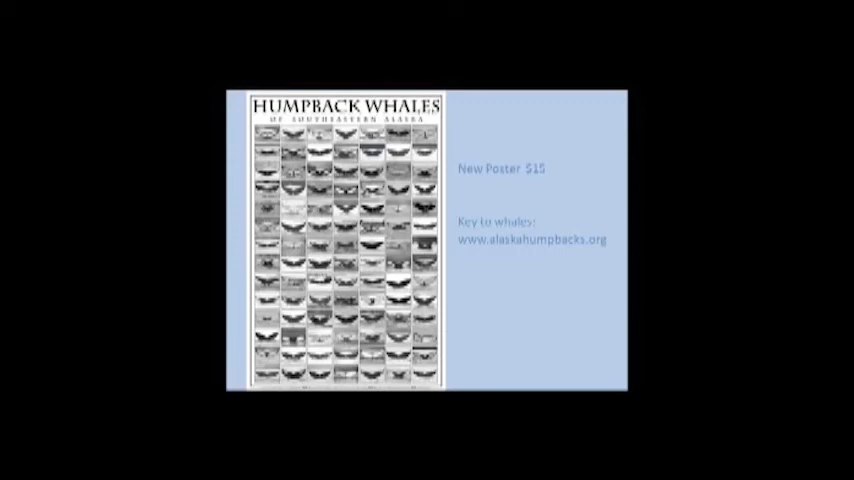 HUMPBACK WHALES
OF SOUTHEASTERN ALASKA
New Poster $15
Key to whales:
www.alaskahumpbacks.org